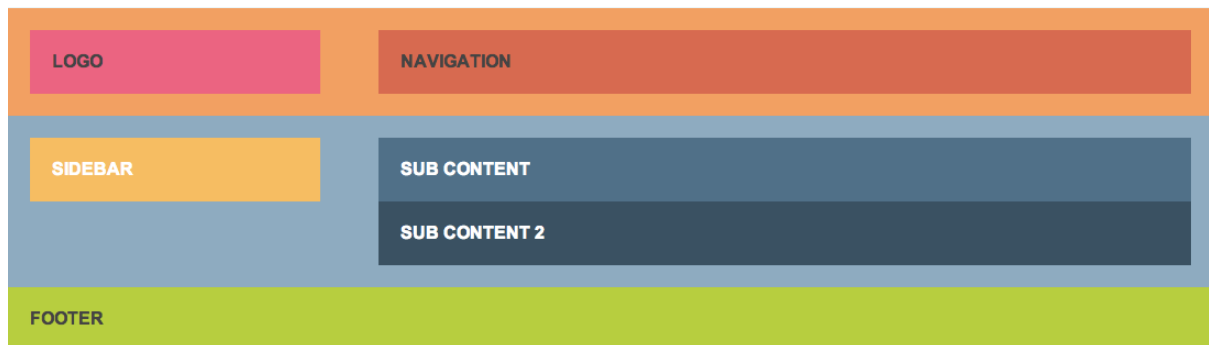 LOGO
NAVIGATION
SIDEBAR
SUB CONTENT
SUB CONTENT 2
FOOTER